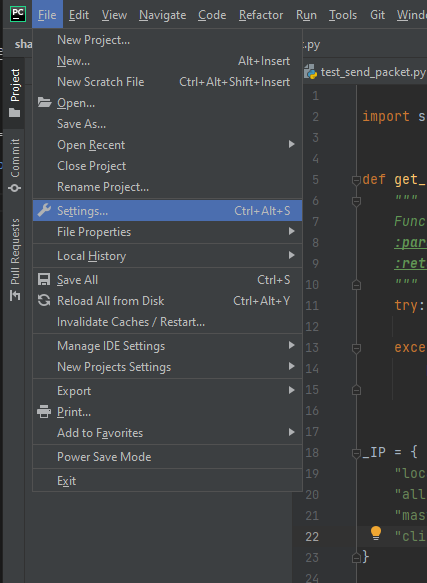 PC File Edit View Navigate Code Refactor Run Tools Git Window
sha
.py
Project
Commit
Pull Requests
New Project...
New... Alt+Insert
New Scratch File Ctrl+Alt+Shift+Insert
Open...
Save As...
Open Recent
Close Project
Rename Project...
Settings... Ctrl+Alt+S
File Properties
Local History
Save All Ctrl+S
Reload All from Disk Ctrl+Alt+Y
Invalidate Caches / Restart...
Manage IDE Settings
New Projects Settings
Export
Print...
Add to Favorites
Power Save Mode
Exit
test_send_packet.py
1
2 import s
3
4
5 def get_
6 """
7 Func
8 :par
9 :ret
10 """
11 try:
12
13 exce
14
15
16
17
18 _IP = {
19 "loc
20 "all
21 "mas
22 "cli
23 }
24